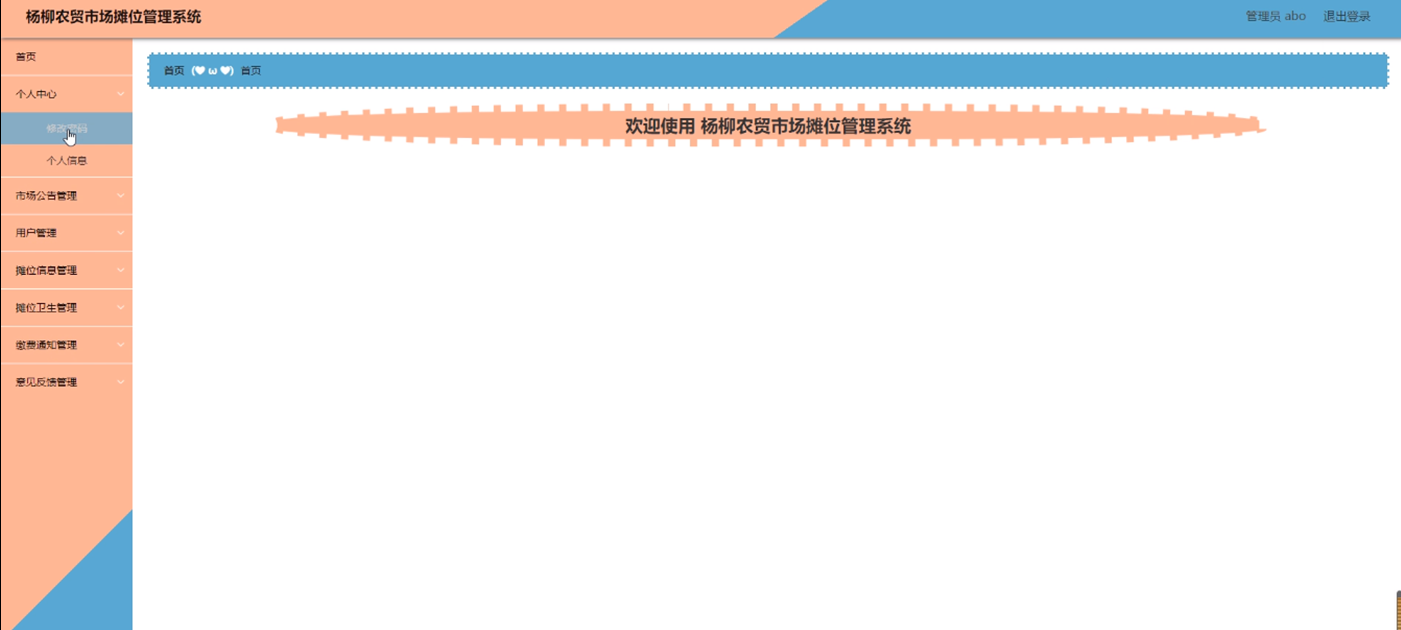 杨柳农贸市场摊位管理系统
管理员 abo 退出登录
首页
个人中心
修改密码
个人信息
市场公告管理
用户管理
摊位信息管理
摊位卫生管理
缴费通知管理
意见反馈管理
首页 (♥ ω ♥) 首页
欢迎使用 杨柳农贸市场摊位管理系统